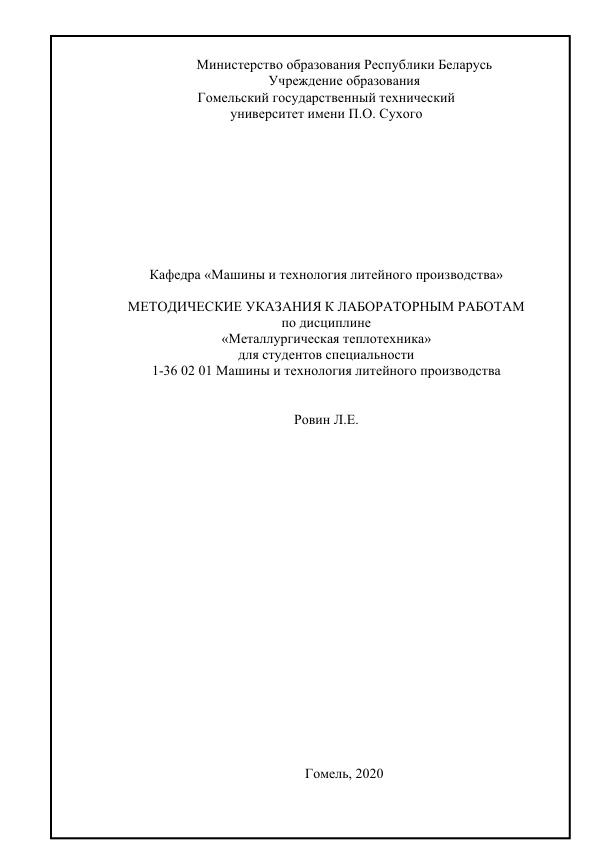 Министерство образования Республики Беларусь
Учреждение образования
Гомельский государственный технический
университет имени П.О. Сухого
Кафедра «Машины и технология литейного производства»
МЕТОДИЧЕСКИЕ УКАЗАНИЯ К ЛАБОРАТОРНЫМ РАБОТАМ
по дисциплине
«Металлургическая теплотехника»
для студентов специальности
1-36 02 01 Машины и технология литейного производства
Ровин Л.Е.
Гомель, 2020